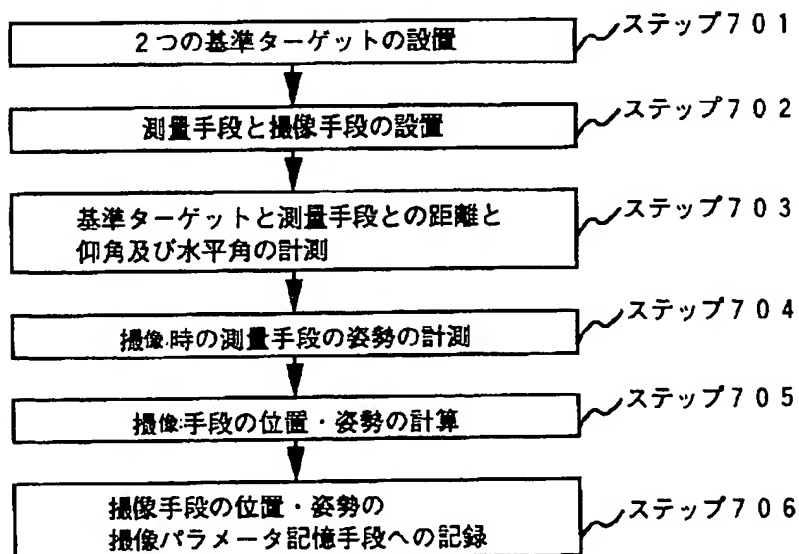 2つの基準ターゲットの設置
ステップ701
測量手段と撮像手段の設置
ステップ702
基準ターゲットと測量手段との距離と
仰角及び水平角の計測
ステップ703
撮像時の測量手段の姿勢の計測
ステップ704
撮像手段の位置・姿勢の計算
ステップ705
撮像手段の位置・姿勢の
撮像パラメータ記憶手段への記録
ステップ706